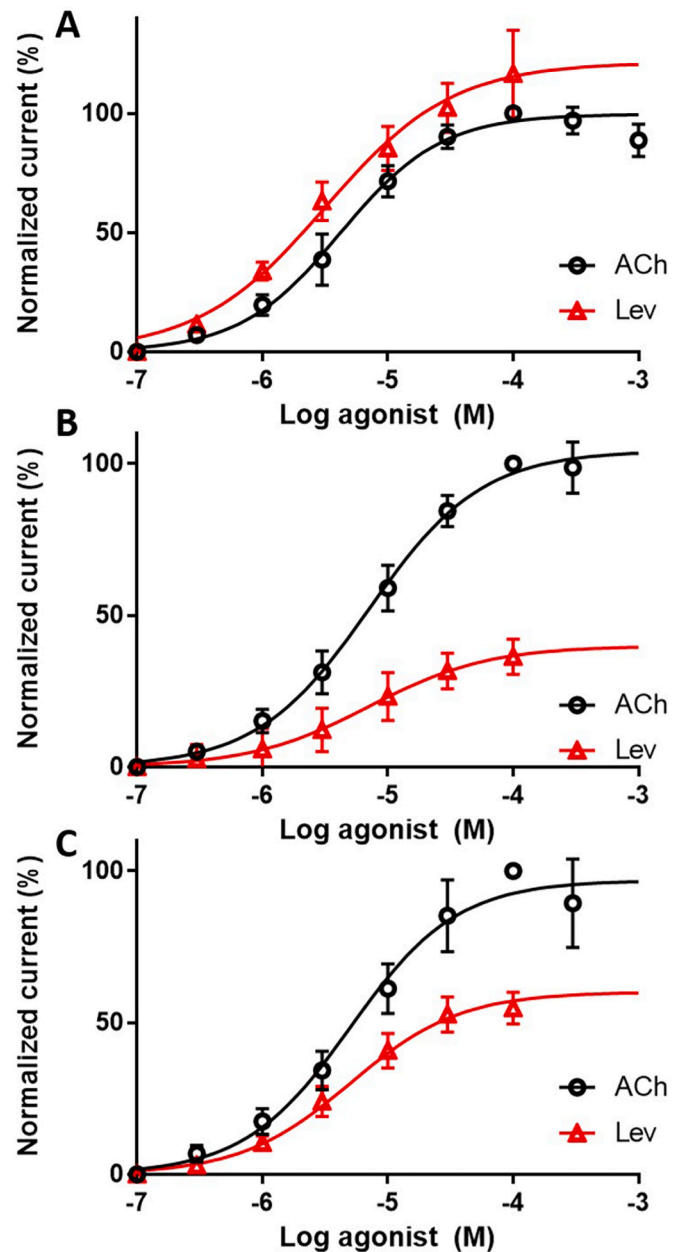 A
Normalized current (%)
100
50
0
ACh
Lev
-7 -6 -5 -4 -3
Log agonist (M)
B
Normalized current (%)
100
50
0
ACh
Lev
-7 -6 -5 -4 -3
Log agonist (M)
C
Normalized current (%)
100
50
0
ACh
Lev
-7 -6 -5 -4 -3
Log agonist (M)